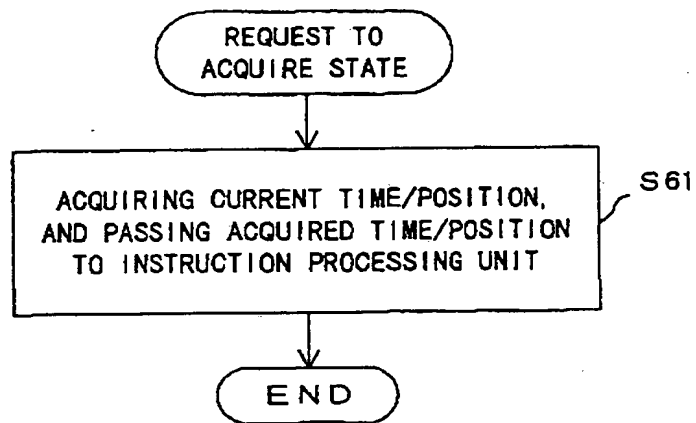 REQUEST TO
ACQUIRE STATE
ACQUIRING CURRENT TIME/POSITION,
AND PASSING ACQUIRED TIME/POSITION
TO INSTRUCTION PROCESSING UNIT
S61
END